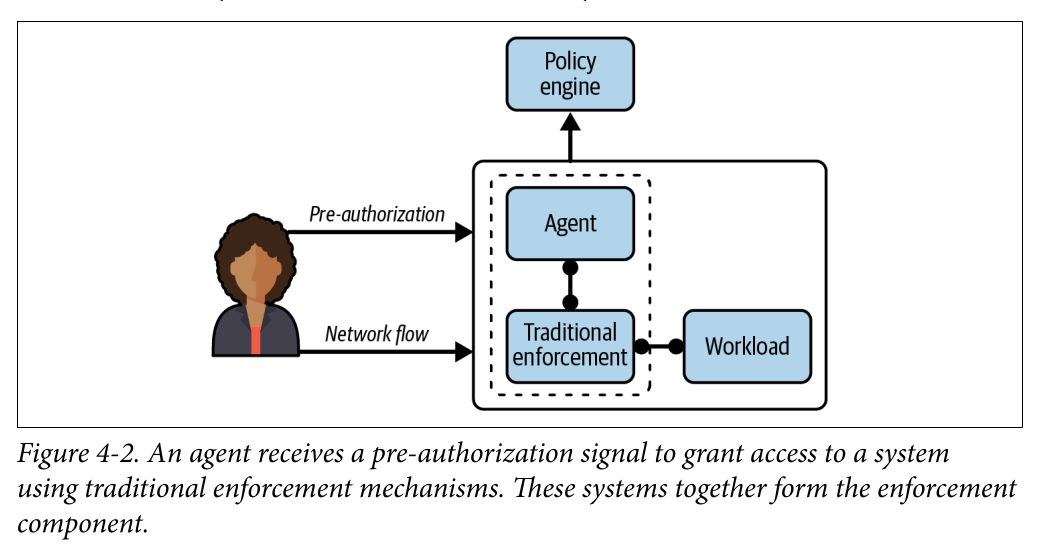 Policy
engine
Pre-authorization
Agent
Network flow
Traditional
enforcement
Workload
Figure 4-2. An agent receives a pre-authorization signal to grant access to a system
using traditional enforcement mechanisms. These systems together form the enforcement
component.